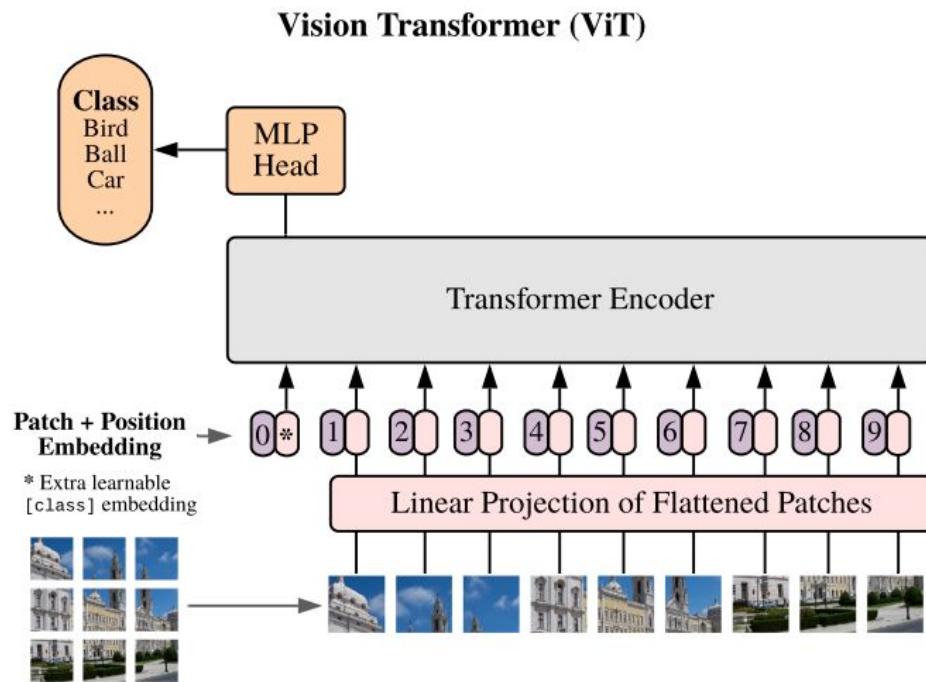 Vision Transformer (ViT)
Class
Bird
Ball
Car
...
MLP
Head
Transformer Encoder
Patch + Position
Embedding
0 * 1 2 3 4 5 6 7 8 9
* Extra learnable
[class] embedding
Linear Projection of Flattened Patches